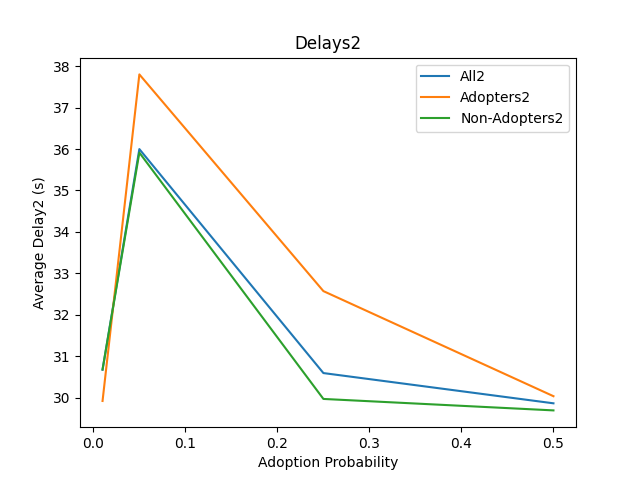 Delays2
38
37
36
35
34
33
32
31
30
Average Delay2 (s)
All2
Adopters2
Non-Adopters2
0.0 0.1 0.2 0.3 0.4 0.5
Adoption Probability